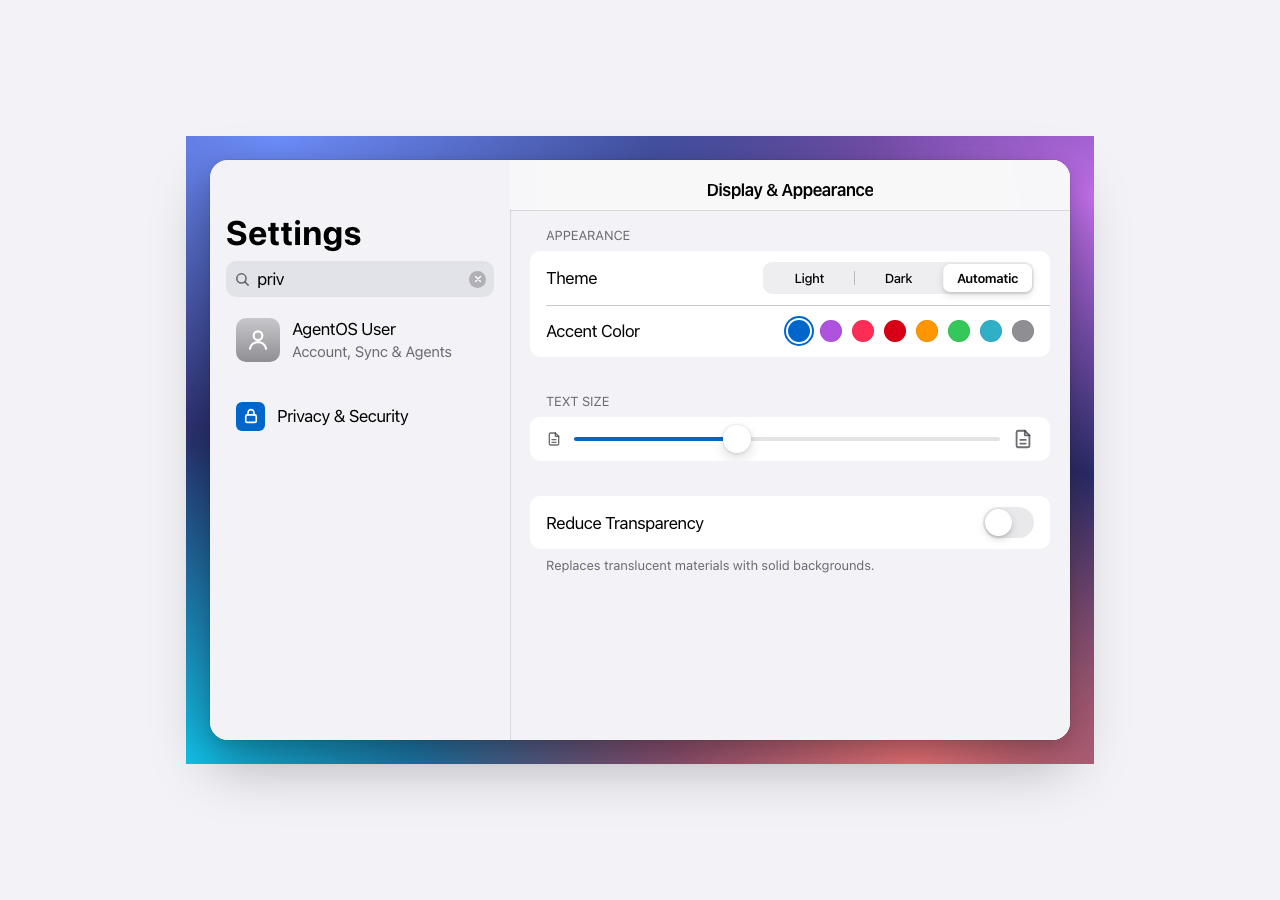 Settings
priv
AgentOS User
Account, Sync & Agents
Privacy & Security
Display & Appearance
APPEARANCE
Theme
Light
Dark
Automatic
Accent Color
TEXT SIZE
Reduce Transparency
Replaces translucent materials with solid backgrounds.